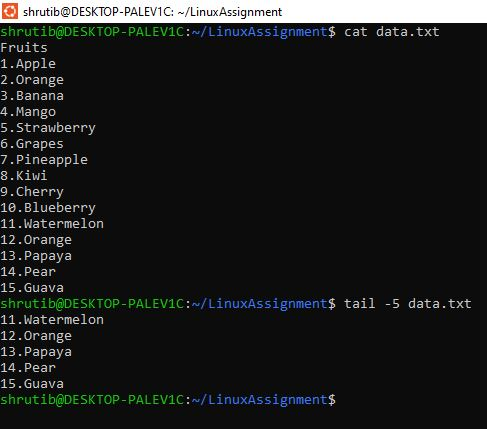 shrutib@DESKTOP-PALEV1C: ~/LinuxAssignment
shrutib@DESKTOP-PALEV1C:~/LinuxAssignment$ cat data.txt
Fruits
1.Apple
2.Orange
3.Banana
4.Mango
5.Strawberry
6.Grapes
7.Pineapple
8.Kiwi
9.Cherry
10.Blueberry
11.Watermelon
12.Orange
13.Papaya
14.Pear
15.Guava
shrutib@DESKTOP-PALEV1C:~/LinuxAssignment$ tail -5 data.txt
11.Watermelon
12.Orange
13.Papaya
14.Pear
15.Guava
shrutib@DESKTOP-PALEV1C:~/LinuxAssignment$